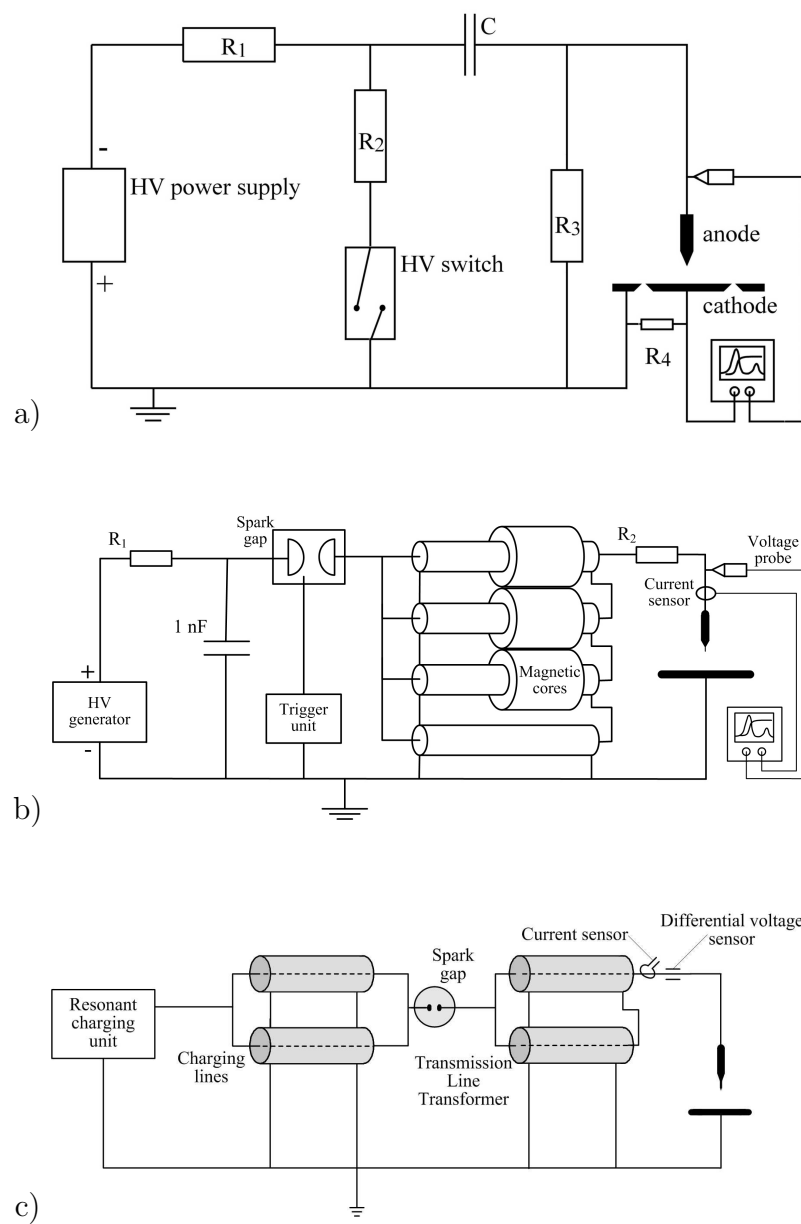 C
R1
-
R2
HV power supply
R3
anode
HV switch
+
cathode
R4
a)
Spark
gap
R1
R2
Voltage
probe
Current
sensor
1 nF
+
Magnetic
cores
HV
generator
Trigger
unit
-
b)
Differential voltage
sensor
Current sensor
Spark
gap
Resonant
charging
unit
Charging
lines
Transmission
Line
Transformer
c)